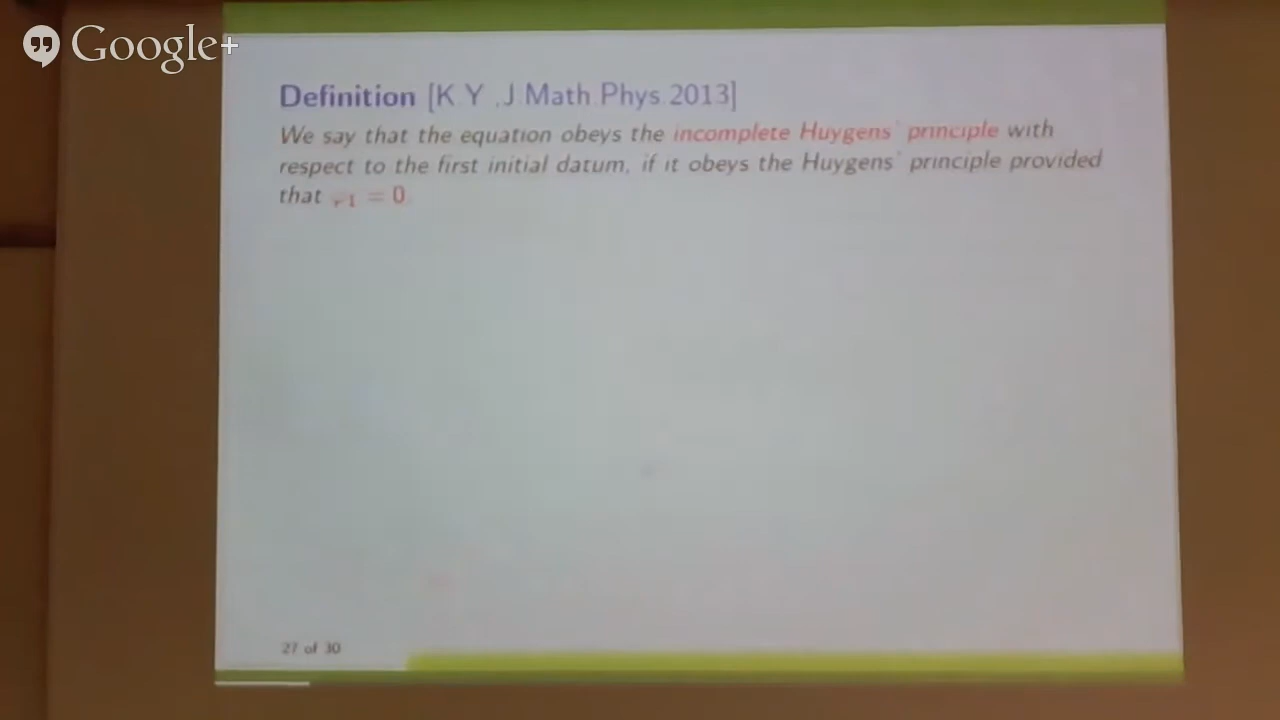 Google+
Definition [K.Y., J.Math.Phys.2013]
We say that the equation obeys the incomplete Huygens' principle with
respect to the first initial datum, if it obeys the Huygens' principle provided
that = 0
27 of 30